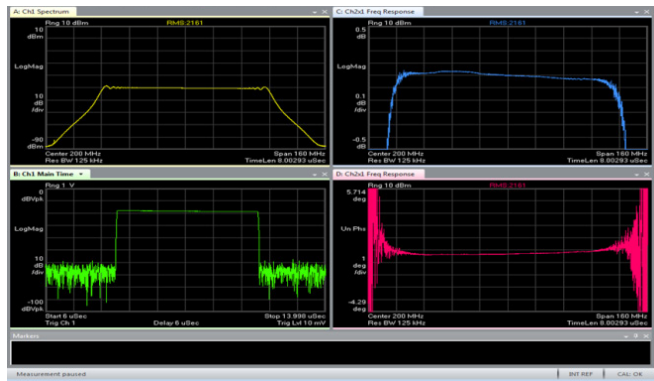 A: Ch1 Spectrum
Rng 10 dBm
RMS:2161
10
dBm
LogMag
10
dB
/div
-90
dBm
Center 200 MHz
Span 160 MHz
Res BW 125 kHz
TimeLen 8.00293 uSec
C: Ch2x1 Freq Response
Rng 10 dBm
RMS:2161
0.5
dB
LogMag
0.1
dB
/div
-0.5
dB
Center 200 MHz
Span 160 MHz
Res BW 125 kHz
TimeLen 8.00293 uSec
B: Ch1 Main Time
Rng 1 V
0
dBVpk
LogMag
10
dB
/div
-100
dBVpk
Start 6 uSec
Stop 13.998 uSec
Trig Ch 1
Delay 6 uSec
Trig Lvl 10 mV
D: Ch2x1 Freq Response
Rng 10 dBm
RMS:2161
5.714
deg
Un Phs
1
deg
/div
-4.29
deg
Center 200 MHz
Span 160 MHz
Res BW 125 kHz
TimeLen 8.00293 uSec
Markers
Measurement paused
INT REF
CAL: OK